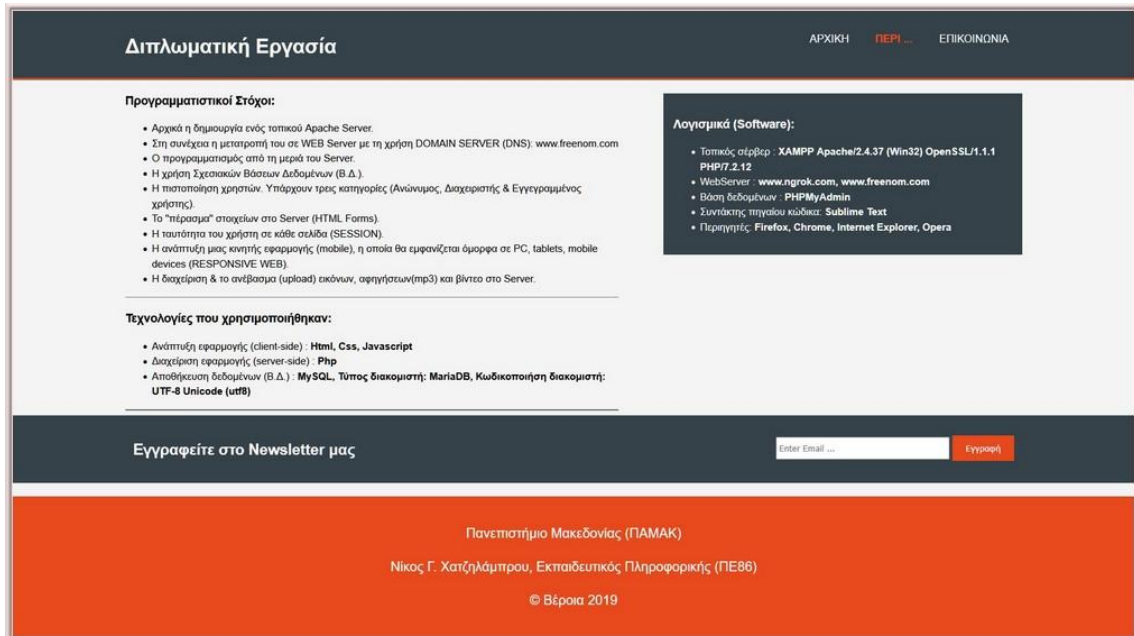 Διπλωματική Εργασία
ΑΡΧΙΚΗ ΠΕΡΙ ... ΕΠΙΚΟΙΝΩΝΙΑ
Προγραμματιστικοί Στόχοι:
• Αρχικά η δημιουργία ενός τοπικού Apache Server.
• Στη συνέχεια η μετατροπή του σε WEB Server με τη χρήση DOMAIN SERVER (DNS): www.freenom.com
• Ο προγραμματισμός από τη μεριά του Server.
• Η χρήση Σχεσιακών Βάσεων Δεδομένων (Β.Δ.).
• Η πιστοποίηση χρηστών. Υπάρχουν τρεις κατηγορίες (Ανώνυμος, Διαχειριστής & Εγγεγραμμένος
χρήστης).
• Το "πέρασμα" στοιχείων στο Server (HTML Forms).
• Η ταυτότητα του χρήστη σε κάθε σελίδα (SESSION).
• Η ανάπτυξη μιας κινητής εφαρμογής (mobile), η οποία θα εμφανίζεται όμορφα σε PC, tablets, mobile
devices (RESPONSIVE WEB).
• Η διαχείριση & το ανέβασμα (upload) εικόνων, αφηγήσεων(mp3) και βίντεο στο Server.
Τεχνολογίες που χρησιμοποιήθηκαν:
• Ανάπτυξη εφαρμογής (client-side) : Html, Css, Javascript
• Διαχείριση εφαρμογής (server-side) : Php
• Αποθήκευση δεδομένων (Β.Δ.) : MySQL, Τύπος διακομιστή: MariaDB, Κωδικοποιήση διακομιστή:
UTF-8 Unicode (utf8)
Λογισμικά (Software):
• Τοπικός σέρβερ : XAMPP Apache/2.4.37 (Win32) OpenSSL/1.1.1
PHP/7.2.12
• WebServer : www.ngrok.com, www.freenom.com
• Βάση δεδομένων : PHPMyAdmin
• Συντάκτης πηγαίου κώδικα: Sublime Text
• Περιηγητές: Firefox, Chrome, Internet Explorer, Opera
Εγγραφείτε στο Newsletter μας
Enter Email ... Εγγραφή
Πανεπιστήμιο Μακεδονίας (ΠΑΜΑΚ)
Νίκος Γ. Χατζηλάμπρου, Εκπαιδευτικός Πληροφορικής (ΠΕ86)
© Βέροια 2019